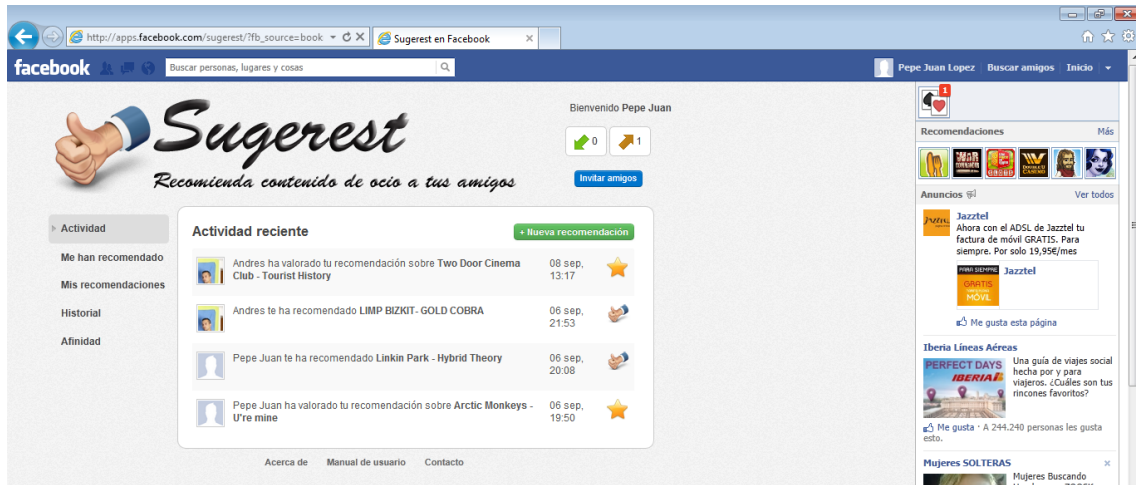 http://apps.facebook.com/sugerest/?fb_source=book
Sugerest en Facebook
facebook
Buscar personas, lugares y cosas
Pepe Juan Lopez
Buscar amigos
Inicio
Sugerest
Recomienda contenido de ocio a tus amigos
Bienvenido Pepe Juan
0
1
Invitar amigos
Actividad
Me han recomendado
Mis recomendaciones
Historial
Afinidad
Actividad reciente
+ Nueva recomendación
Andres ha valorado tu recomendación sobre Two Door Cinema
Club - Tourist History
08 sep,
13:17
Andres te ha recomendado LIMP BIZKIT- GOLD COBRA
06 sep,
21:53
Pepe Juan te ha recomendado Linkin Park - Hybrid Theory
06 sep,
20:08
Pepe Juan ha valorado tu recomendación sobre Arctic Monkeys -
U're mine
06 sep,
19:50
Acerca de
Manual de usuario
Contacto
1
Recomendaciones
Más
Anuncios
Ver todos
Jazztel
Ahora con el ADSL de Jazztel tu
factura de móvil GRATIS. Para
siempre. Por solo 19,95€/mes
PARA SIEMPRE
GRATIS
MÓVIL
Jazztel
Me gusta esta página
Iberia Líneas Aéreas
PERFECT DAYS
IBERIA
Una guía de viajes social
hecha por y para
viajeros. ¿Cuáles son tus
rincones favoritos?
Me gusta · A 244.240 personas les gusta
esto.
Mujeres SOLTERAS
Mujeres Buscando